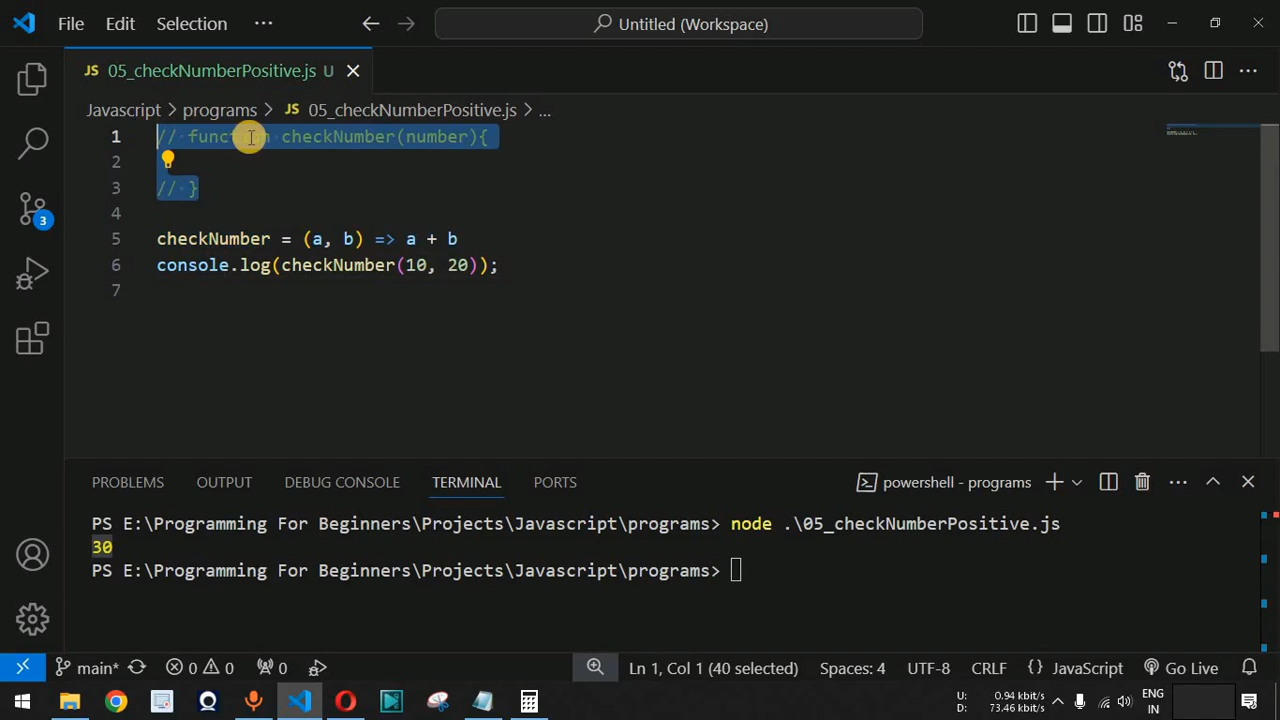 File Edit Selection ··· Untitled (Workspace)
JS 05_checkNumberPositive.js U
Javascript > programs > JS 05_checkNumberPositive.js > ...
1 // function checkNumber(number){
2
3 // }
4
5 checkNumber = (a, b) => a + b
6 console.log(checkNumber(10, 20));
7
3
PROBLEMS OUTPUT DEBUG CONSOLE TERMINAL PORTS powershell - programs
PS E:\Programming For Beginners\Projects\Javascript\programs> node .\05_checkNumberPositive.js
30
PS E:\Programming For Beginners\Projects\Javascript\programs>
main* 0 0 0 Ln 1, Col 1 (40 selected) Spaces: 4 UTF-8 CRLF {} JavaScript Go Live
U: 0.94 kbit/s ENG
D: 73.46 kbit/s IN